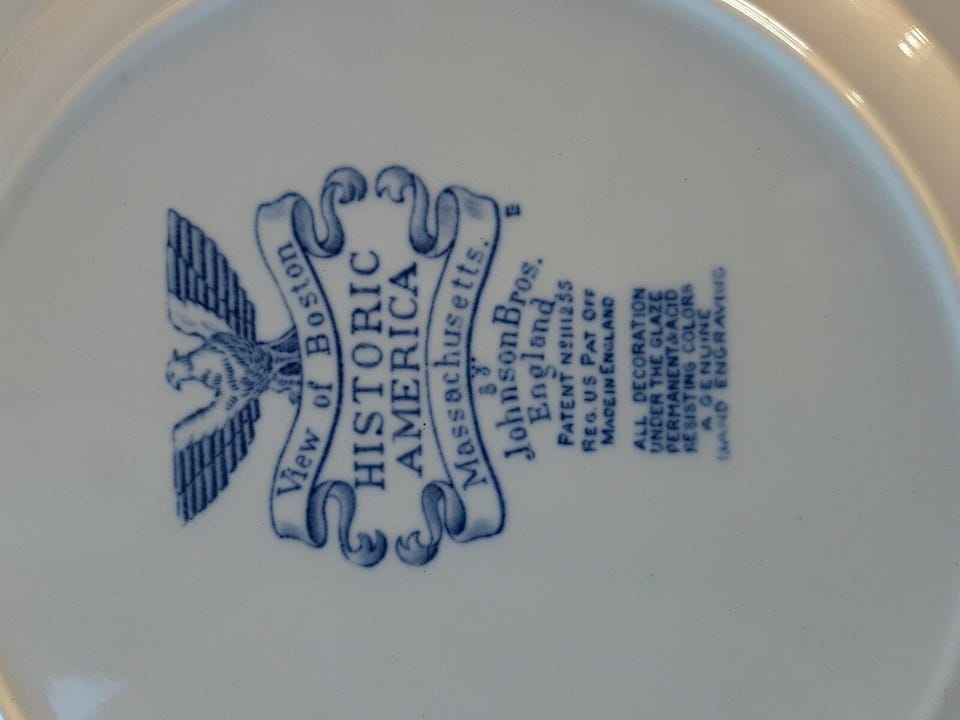 View of Boston
HISTORIC
AMERICA
Massachusetts.
E
By
Johnson Bros.
England
PATENT Nº 111255
REG. US PAT OFF
MADE IN ENGLAND
ALL DECORATION
UNDER THE GLAZE
PERMANENT & ACID
RESISTING COLORS
A GENUINE
HAND ENGRAVING